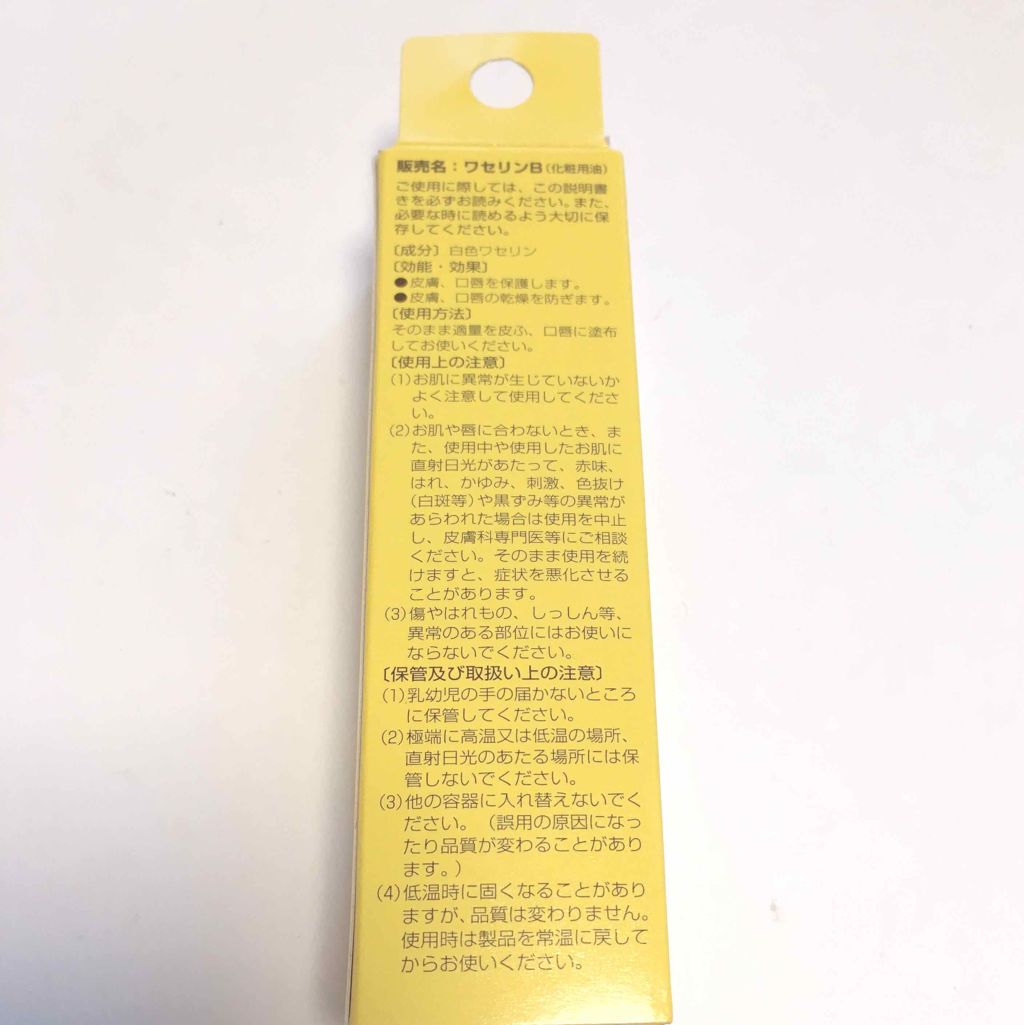 販売名：ワセリンB（化粧用油）
ご使用に際しては、この説明書
きを必ずお読みください。また、
必要な時に読めるよう大切に保
存してください。
〔成分〕白色ワセリン
〔効能・効果〕
●皮膚、口唇を保護します。
●皮膚、口唇の乾燥を防ぎます。
〔使用方法〕
そのまま適量を皮ふ、口唇に塗布
してお使いください。
〔使用上の注意〕
(1)お肌に異常が生じていないか
よく注意して使用してくださ
い。
(2)お肌や唇に合わないとき、ま
た、使用中や使用したお肌に
直射日光があたって、赤味、
はれ、かゆみ、刺激、色抜け
（白斑等）や黒ずみ等の異常が
あらわれた場合は使用を中止
し、皮膚科専門医等にご相談
ください。そのまま使用を続
けますと、症状を悪化させる
ことがあります。
(3)傷やはれもの、しっしん等、
異常のある部位にはお使いに
ならないでください。
〔保管及び取扱い上の注意〕
(1)乳幼児の手の届かないところ
に保管してください。
(2)極端に高温又は低温の場所、
直射日光のあたる場所には保
管しないでください。
(3)他の容器に入れ替えないでく
ださい。（誤用の原因になっ
たり品質が変わることがあり
ます。）
(4)低温時に固くなることがあり
ますが、品質は変わりません。
使用時は製品を常温に戻して
からお使いください。